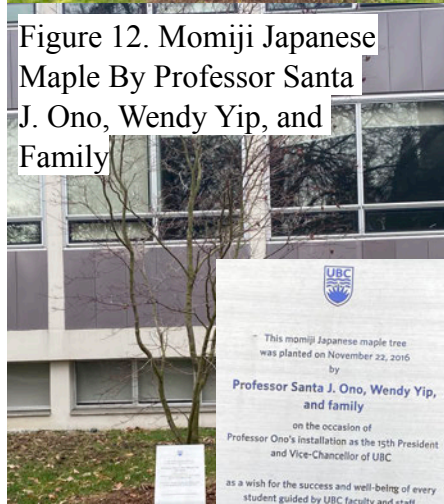 Figure 12. Momiji Japanese
Maple By Professor Santa
J. Ono, Wendy Yip, and
Family
UBC
This momiji Japanese maple tree
was planted on November 22, 2016
by
Professor Santa J. Ono, Wendy Yip,
and family
on the occasion of
Professor Ono's installation as the 15th President
and Vice-Chancellor of UBC
as a wish for the success and well-being of every
student guided by UBC faculty and staff